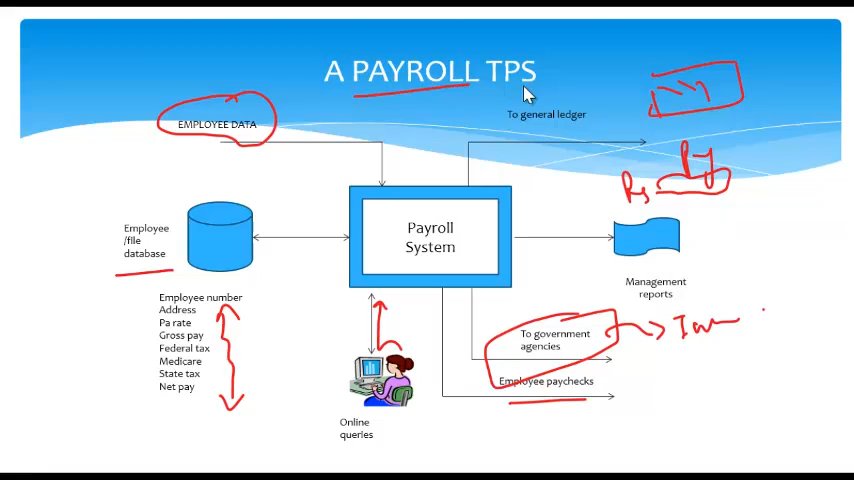 A PAYROLL TPS
To general ledger
EMPLOYEE DATA
Employee
/file
database
Payroll
System
Management
reports
Employee number
Address
Pa rate
Gross pay
Federal tax
Medicare
State tax
Net pay
To government
agencies
Employee paychecks
Online
queries